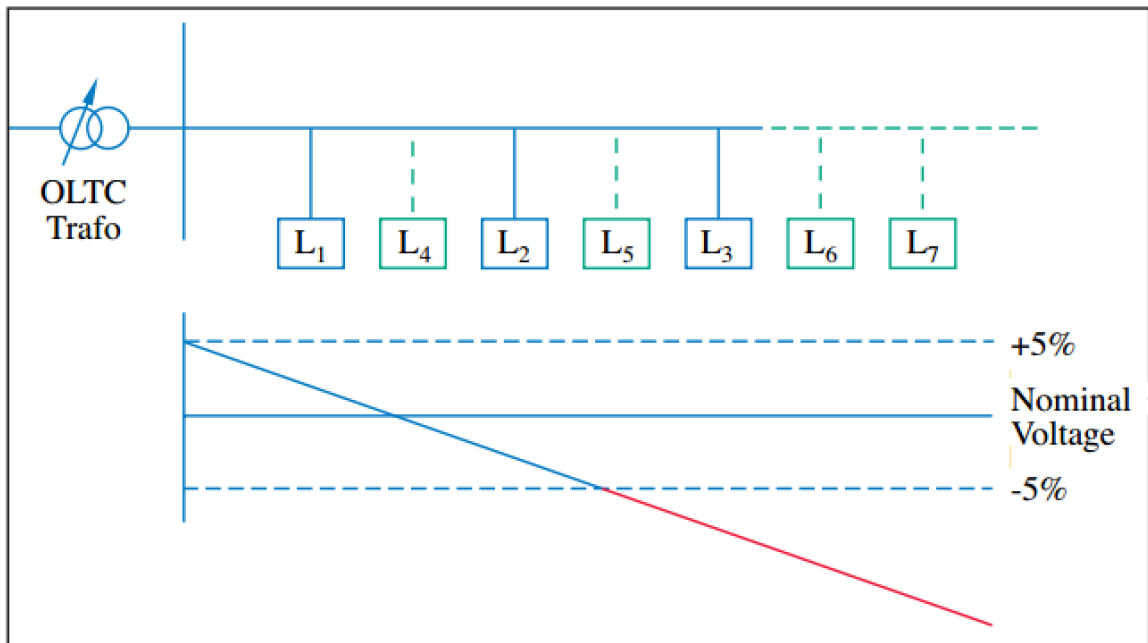 OLTC
Trafo
L₁
L₄
L₂
L₅
L₃
L₆
L₇
+5%
Nominal
Voltage
-5%